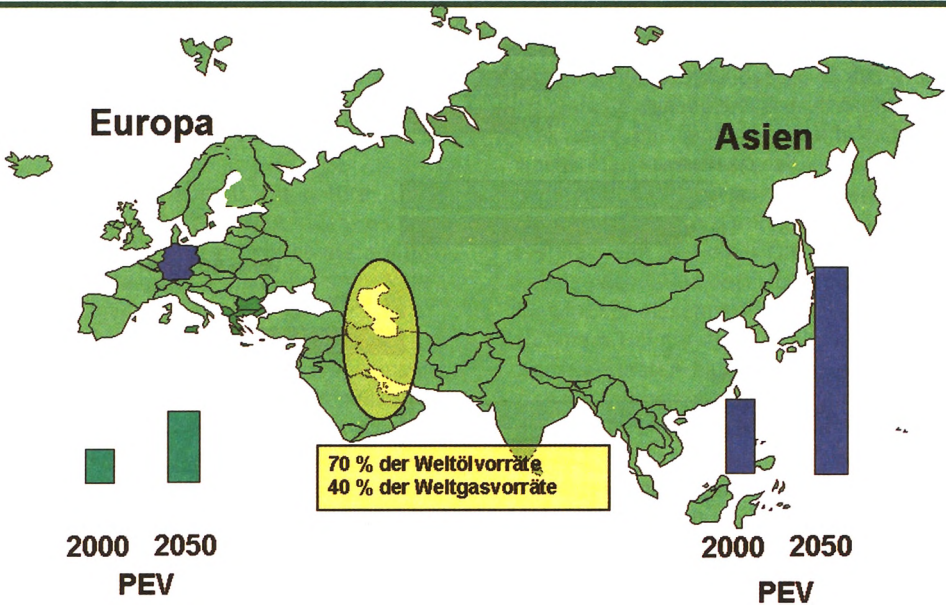 Europa
Asien
70 % der Weltölvorräte
40 % der Weltgasvorräte
2000 2050
PEV
2000 2050
PEV